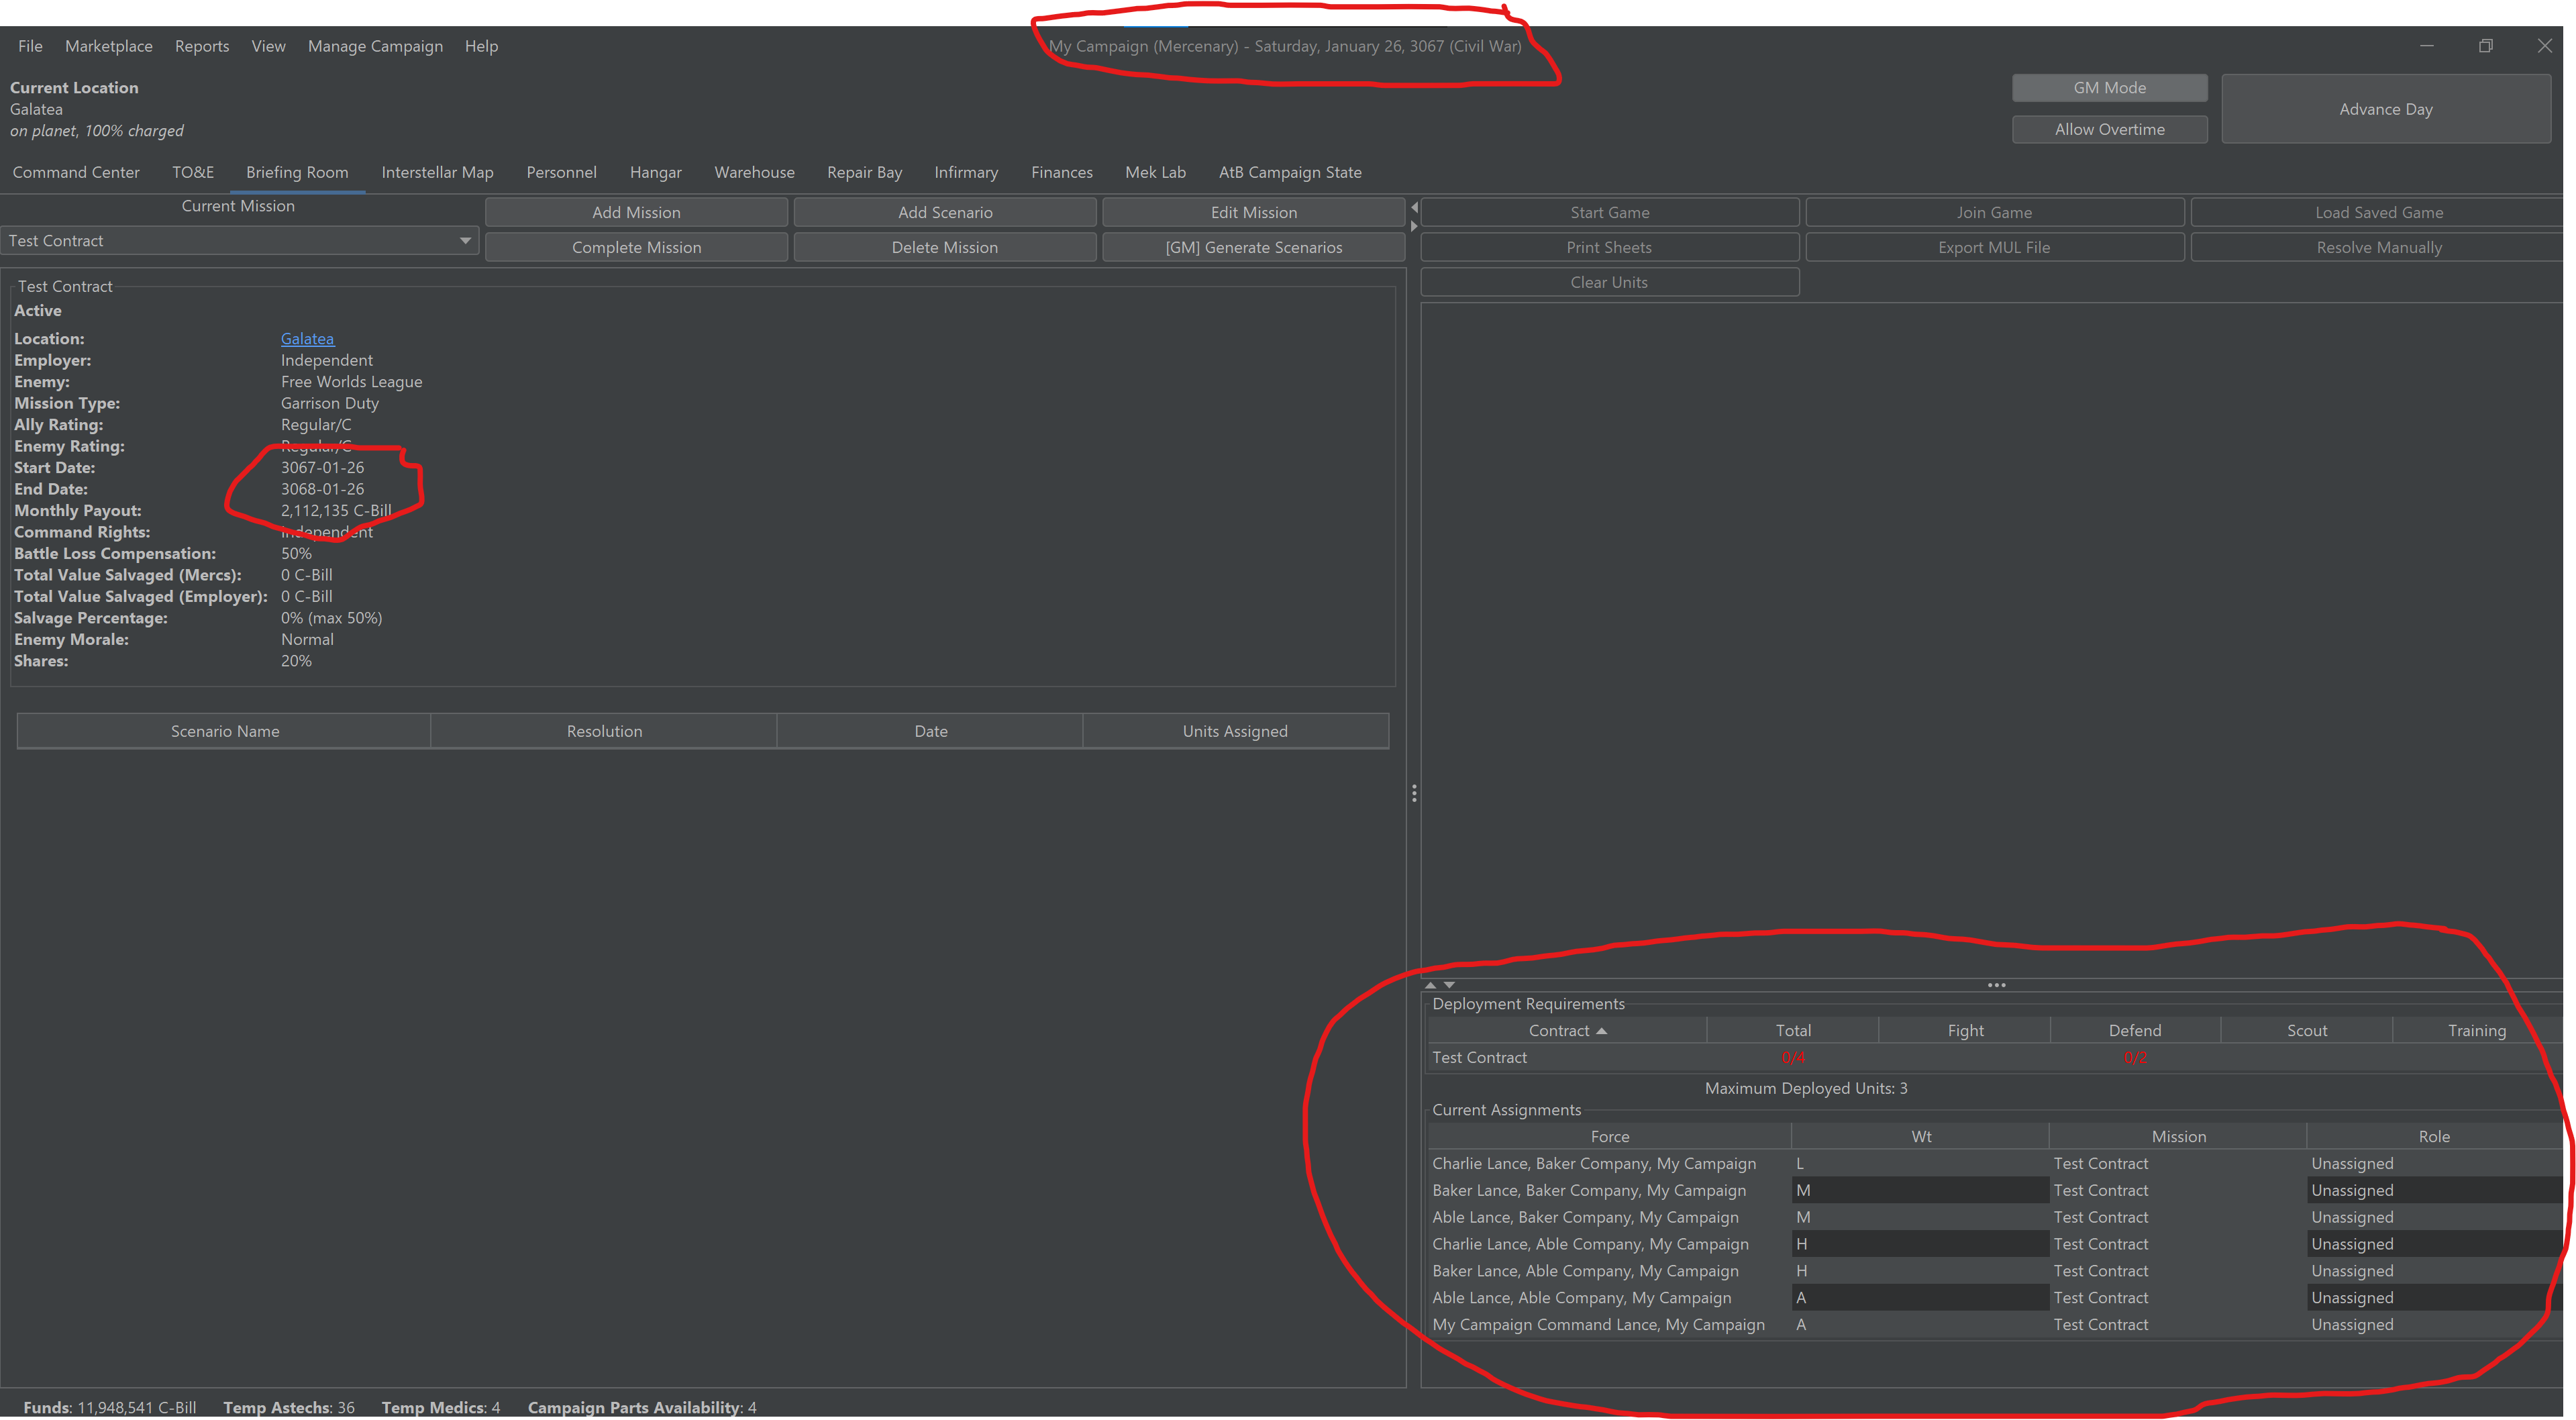 File Marketplace Reports View Manage Campaign Help My Campaign (Mercenary) - Saturday, January 26, 3067 (Civil War)
Current Location
Galatea
on planet, 100% charged
GM Mode
Allow Overtime
Advance Day
Command Center TO&E Briefing Room Interstellar Map Personnel Hangar Warehouse Repair Bay Infirmary Finances Mek Lab AtB Campaign State
Current Mission
Test Contract
Add Mission Add Scenario Edit Mission
Complete Mission Delete Mission [GM] Generate Scenarios
Test Contract
Active
Location: Galatea
Employer: Independent
Enemy: Free Worlds League
Mission Type: Garrison Duty
Ally Rating: Regular/C
Enemy Rating: Regular/C
Start Date: 3067-01-26
End Date: 3068-01-26
Monthly Payout: 2,112,135 C-Bill
Command Rights: Independent
Battle Loss Compensation: 50%
Total Value Salvaged (Mercs): 0 C-Bill
Total Value Salvaged (Employer): 0 C-Bill
Salvage Percentage: 0% (max 50%)
Enemy Morale: Normal
Shares: 20%
Scenario Name Resolution Date Units Assigned
Start Game Join Game Load Saved Game
Print Sheets Export MUL File Resolve Manually
Clear Units
Deployment Requirements
Contract Total Fight Defend Scout Training
Test Contract 0/4 0/2
Maximum Deployed Units: 3
Current Assignments
Force Wt Mission Role
Charlie Lance, Baker Company, My Campaign L Test Contract Unassigned
Baker Lance, Baker Company, My Campaign M Test Contract Unassigned
Able Lance, Baker Company, My Campaign M Test Contract Unassigned
Charlie Lance, Able Company, My Campaign H Test Contract Unassigned
Baker Lance, Able Company, My Campaign H Test Contract Unassigned
Able Lance, Able Company, My Campaign A Test Contract Unassigned
My Campaign Command Lance, My Campaign A Test Contract Unassigned
Funds: 11,948,541 C-Bill Temp Astechs: 36 Temp Medics: 4 Campaign Parts Availability: 4